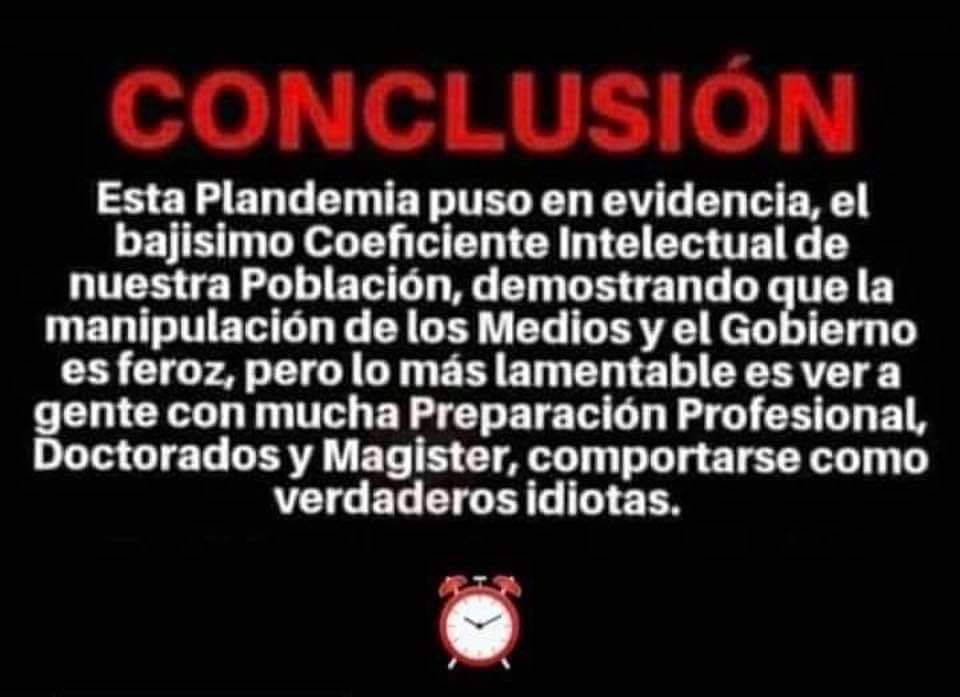 CONCLUSIÓN
Esta Plandemia puso en evidencia, el
bajisimo Coeficiente Intelectual de
nuestra Población, demostrando que la
manipulación de los Medios y el Gobierno
es feroz, pero lo más lamentable es ver a
gente con mucha Preparación Profesional,
Doctorados y Magister, comportarse como
verdaderos idiotas.